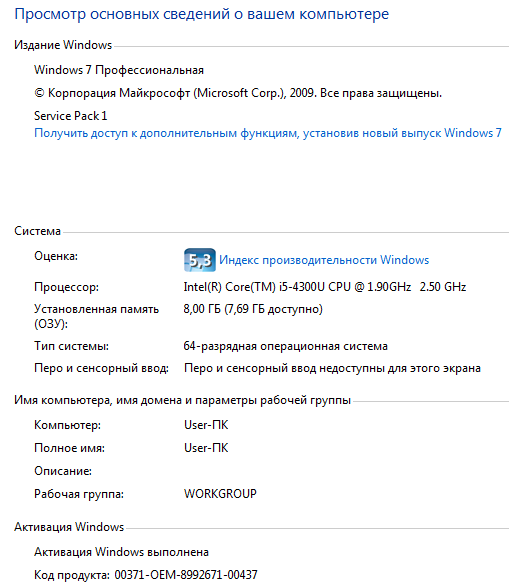 Просмотр основных сведений о вашем компьютере
Издание Windows
Windows 7 Профессиональная
© Корпорация Майкрософт (Microsoft Corp.), 2009. Все права защищены.
Service Pack 1
Получить доступ к дополнительным функциям, установив новый выпуск Windows 7
Система
Оценка: 5,3 Индекс производительности Windows
Процессор: Intel(R) Core(TM) i5-4300U CPU @ 1.90GHz 2.50 GHz
Установленная память 8,00 ГБ (7,69 ГБ доступно)
(ОЗУ):
Тип системы: 64-разрядная операционная система
Перо и сенсорный ввод: Перо и сенсорный ввод недоступны для этого экрана
Имя компьютера, имя домена и параметры рабочей группы
Компьютер: User-ПК
Полное имя: User-ПК
Описание:
Рабочая группа: WORKGROUP
Активация Windows
Активация Windows выполнена
Код продукта: 00371-OEM-8992671-00437